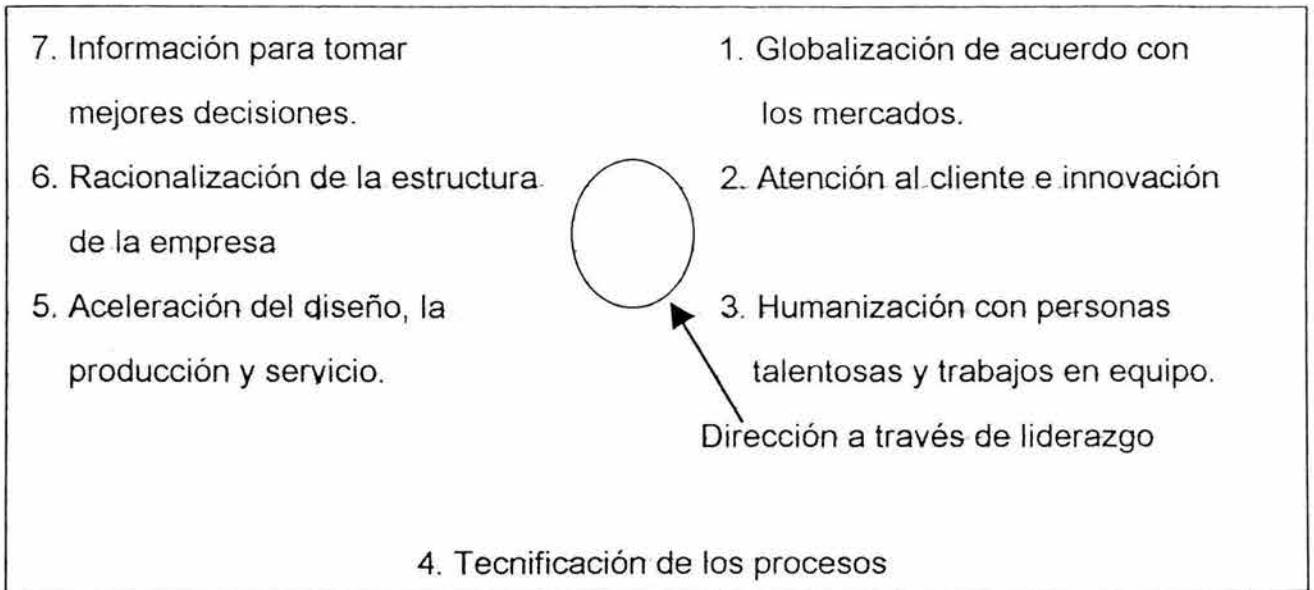 7. Información para tomar
mejores decisiones.
6. Racionalización de la estructura
de la empresa
5. Aceleración del diseño, la
producción y servicio.
1. Globalización de acuerdo con
los mercados.
2. Atención al cliente e innovación
3. Humanización con personas
talentosas y trabajos en equipo.
Dirección a través de liderazgo
4. Tecnificación de los procesos